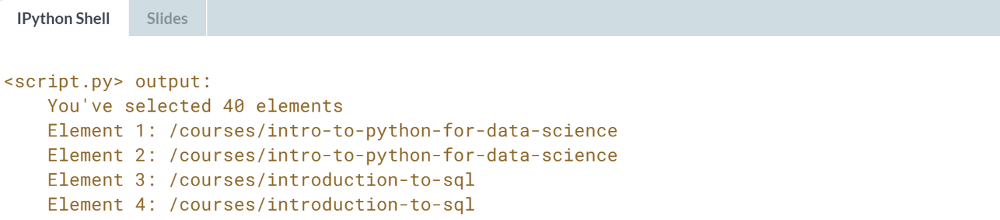 IPython Shell Slides
<script.py> output:
You've selected 40 elements
Element 1: /courses/intro-to-python-for-data-science
Element 2: /courses/intro-to-python-for-data-science
Element 3: /courses/introduction-to-sql
Element 4: /courses/introduction-to-sql